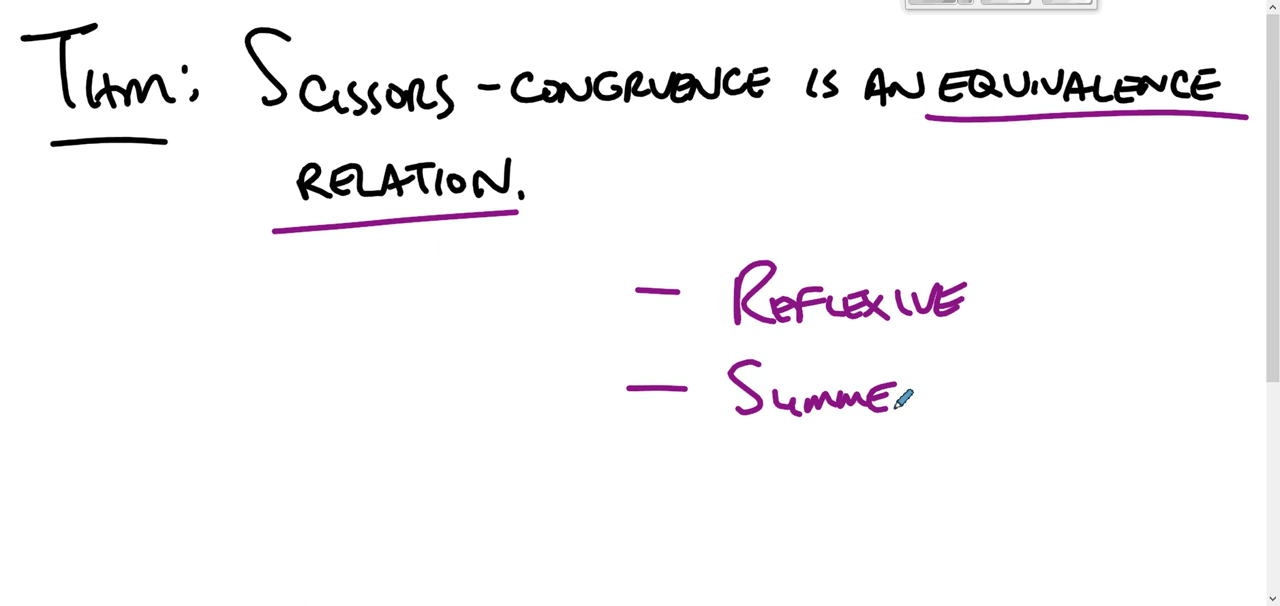 THM: SCISSORS - CONGRUENCE IS AN EQUIVALENCE
RELATION.
- REFLEXIVE
- SYMME